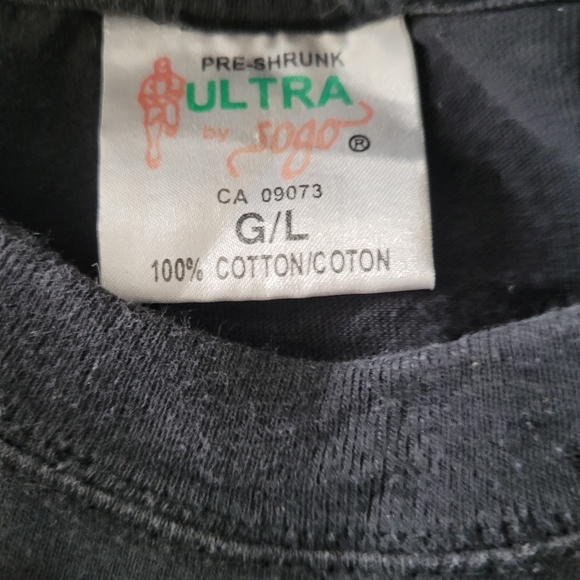 PRE-SHRUNK
ULTRA
by sogo ®
CA 09073
G/L
100% COTTON/COTON